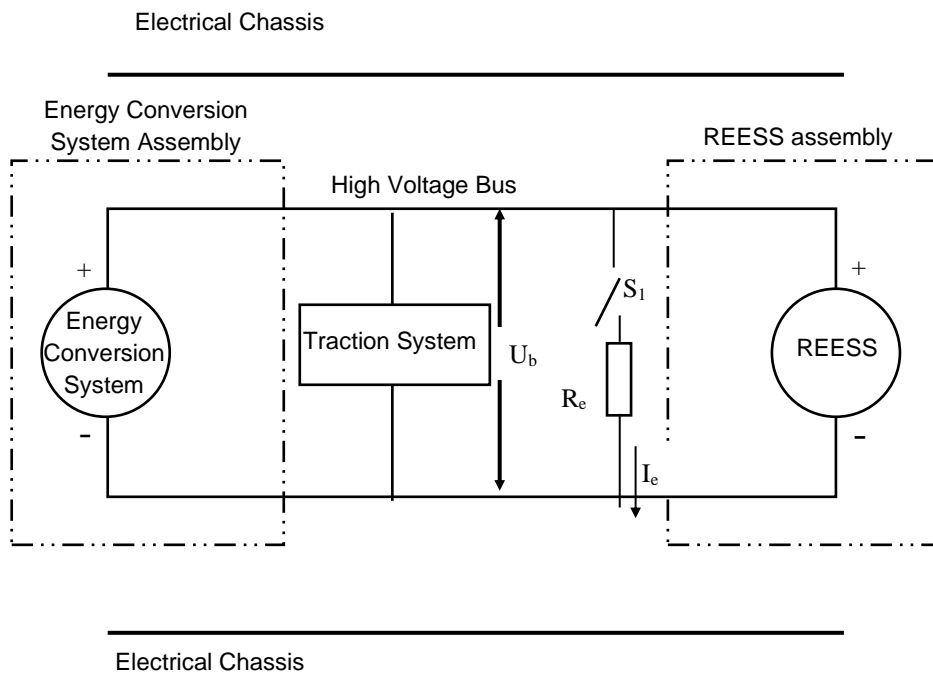 Electrical Chassis
Energy Conversion
System Assembly
REESS assembly
High Voltage Bus
+
+
S1
Energy
Conversion
System
Traction System
Ub
REESS
Re
-
-
Ie
Electrical Chassis